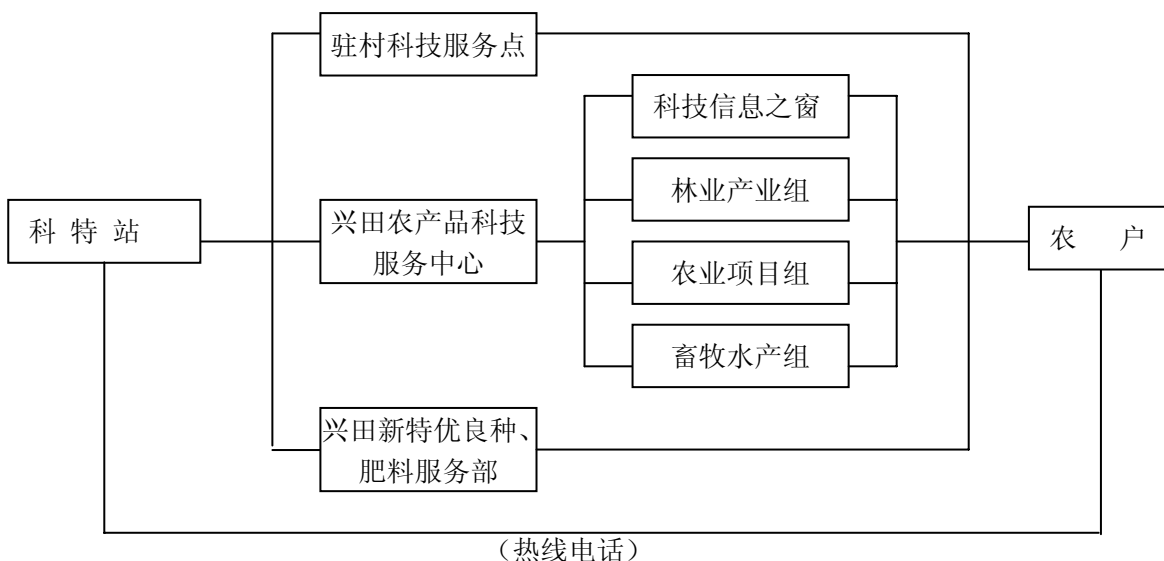 驻村科技服务点
科技信息之窗
林业产业组
科 特 站
兴田农产品科技
服务中心
农 户
农业项目组
畜牧水产组
兴田新特优良种、
肥料服务部
（热线电话）